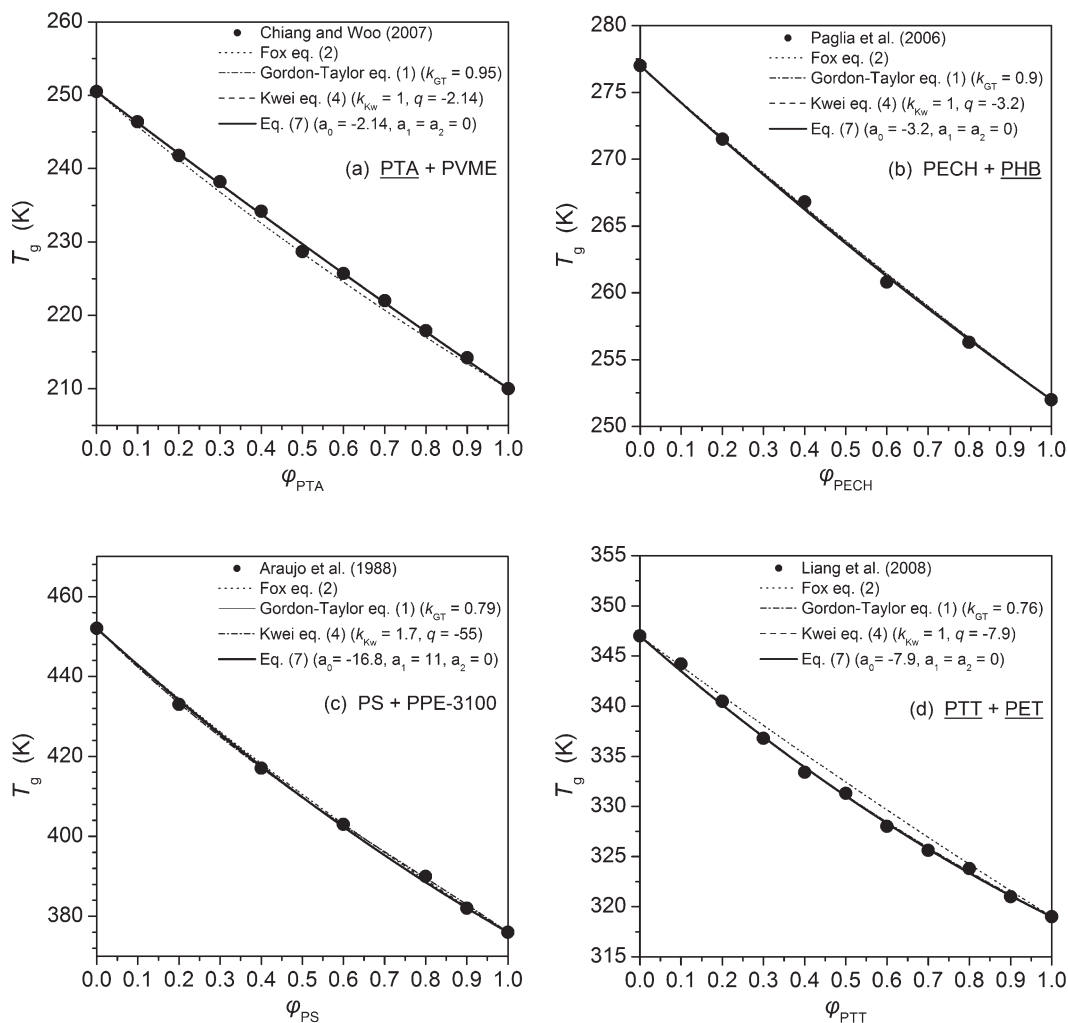 260
250
240
230
220
210
T_g (K)
Chiang and Woo (2007)
Fox eq. (2)
Gordon-Taylor eq. (1) (k_GT = 0.95)
Kwei eq. (4) (k_Kw = 1, q = -2.14)
Eq. (7) (a_0 = -2.14, a_1 = a_2 = 0)
(a) PTA + PVME
0.0 0.1 0.2 0.3 0.4 0.5 0.6 0.7 0.8 0.9 1.0
φ_PTA
280
275
270
265
260
255
250
T_g (K)
Paglia et al. (2006)
Fox eq. (2)
Gordon-Taylor eq. (1) (k_GT = 0.9)
Kwei eq. (4) (k_Kw = 1, q = -3.2)
Eq. (7) (a_0 = -3.2, a_1 = a_2 = 0)
(b) PECH + PHB
0.0 0.1 0.2 0.3 0.4 0.5 0.6 0.7 0.8 0.9 1.0
φ_PECH
460
440
420
400
380
T_g (K)
Araujo et al. (1988)
Fox eq. (2)
Gordon-Taylor eq. (1) (k_GT = 0.79)
Kwei eq. (4) (k_Kw = 1.7, q = -55)
Eq. (7) (a_0= -16.8, a_1 = 11, a_2 = 0)
(c) PS + PPE-3100
0.0 0.1 0.2 0.3 0.4 0.5 0.6 0.7 0.8 0.9 1.0
φ_PS
355
350
345
340
335
330
325
320
315
T_g (K)
Liang et al. (2008)
Fox eq. (2)
Gordon-Taylor eq. (1) (k_GT = 0.76)
Kwei eq. (4) (k_Kw = 1, q = -7.9)
Eq. (7) (a_0= -7.9, a_1 = a_2 = 0)
(d) PTT + PET
0.0 0.1 0.2 0.3 0.4 0.5 0.6 0.7 0.8 0.9 1.0
φ_PTT